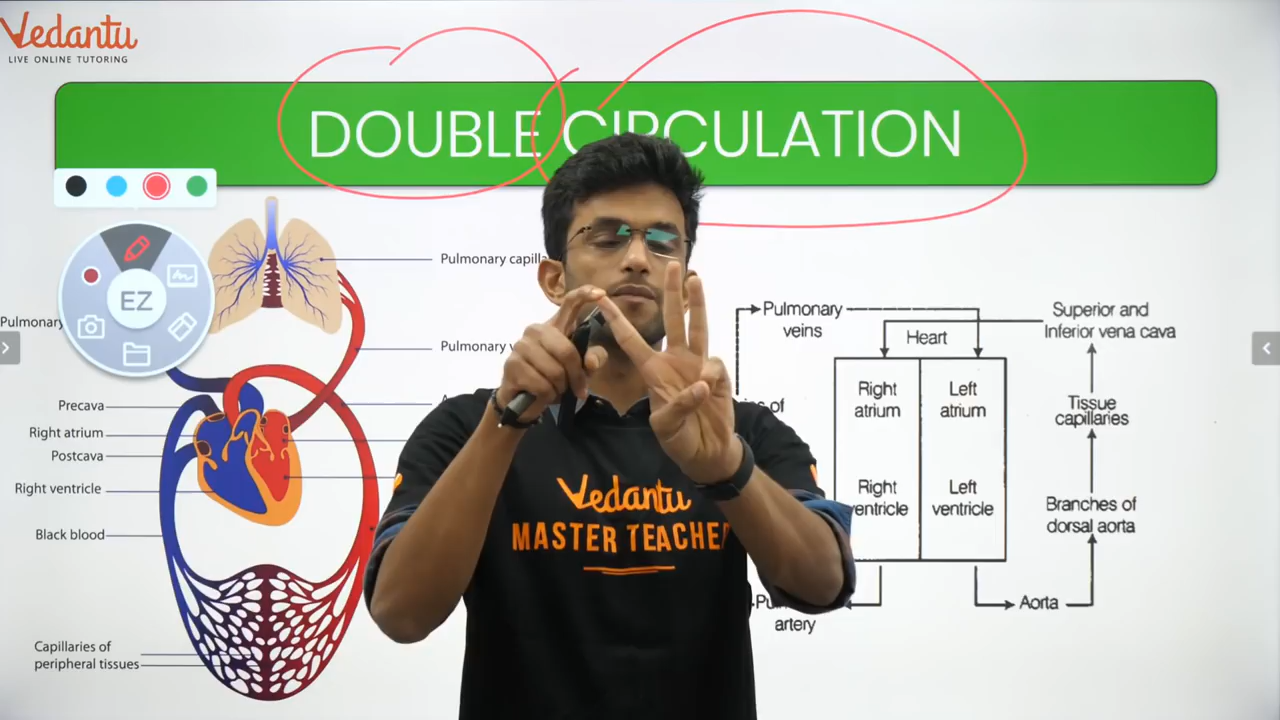 Vedantu
LIVE ONLINE TUTORING
DOUBLE CIRCULATION
EZ
Pulmonary
Precava
Right atrium
Postcava
Right ventricle
Black blood
Capillaries of
peripheral tissues
Pulmonary
Pulmonary
Vedantu
MASTER TEACHER
Pulmonary
veins
Heart
Superior and
Inferior vena cava
Right
atrium
Left
atrium
Right
Left
ventricle
Tissue
capillaries
Branches of
dorsal aorta
of
Aorta
artery